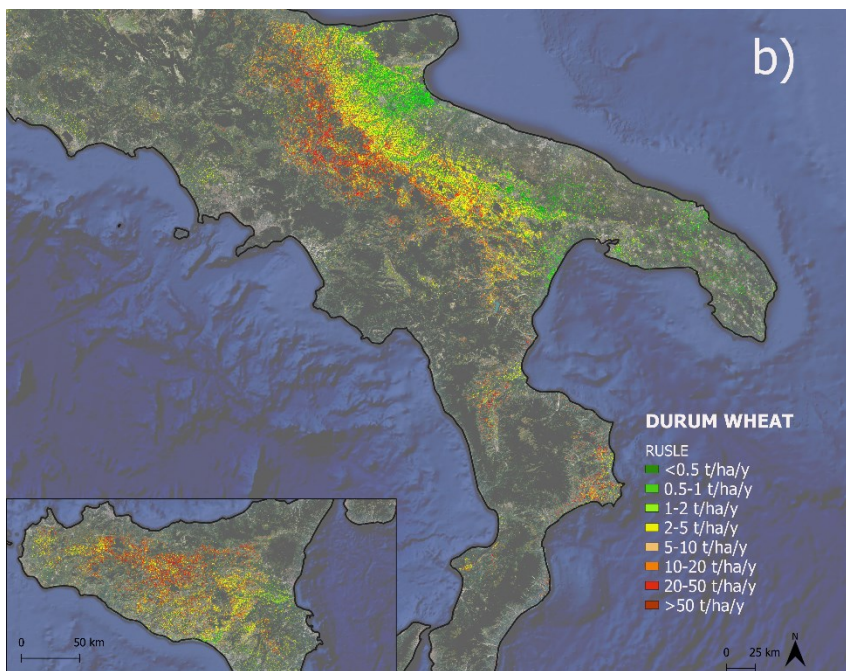 b)
DURUM WHEAT
RUSLE
<0.5 t/ha/y
0.5-1 t/ha/y
1-2 t/ha/y
2-5 t/ha/y
5-10 t/ha/y
10-20 t/ha/y
20-50 t/ha/y
>50 t/ha/y
0 50 km
N
0 25 km